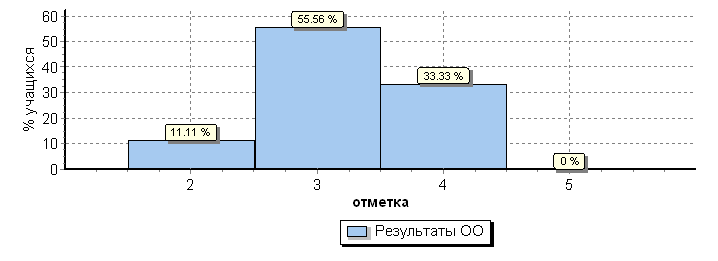 60
50
40
30
20
10
0
% учащихся
11.11 %
55.56 %
33.33 %
0 %
2 3 4 5
отметка
Результаты ОО